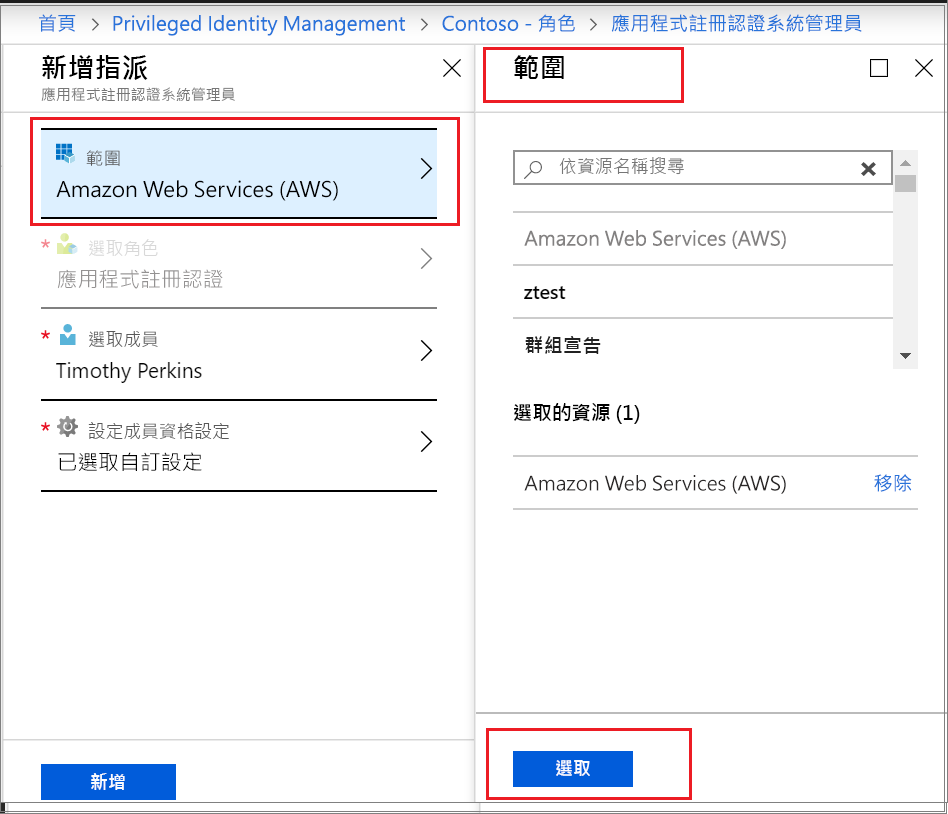 首頁 > Privileged Identity Management > Contoso - 角色 > 應用程式註冊認證系統管理員
新增指派
應用程式註冊認證系統管理員
範圍
Amazon Web Services (AWS)
* 選取角色
應用程式註冊認證
* 選取成員
Timothy Perkins
* 設定成員資格設定
已選取自訂設定
新增
範圍
依資源名稱搜尋
Amazon Web Services (AWS)
ztest
群組宣告
選取的資源 (1)
Amazon Web Services (AWS) 移除
選取